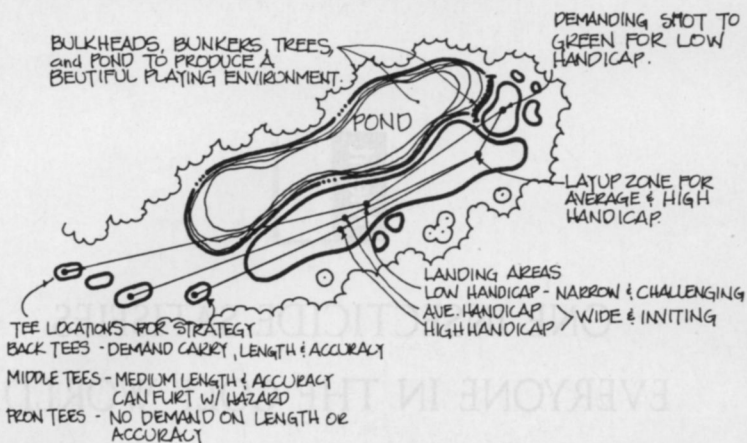 BULKHEADS, BUNKERS, TREES,
and POND TO PRODUCE A
BEUTIFUL PLAYING ENVIRONMENT.
DEMANDING SHOT TO
GREEN FOR LOW
HANDICAP.
POND
LAYUP ZONE FOR
AVERAGE & HIGH
HANDICAP.
LANDING AREAS
LOW HANDICAP - NARROW & CHALLENGING
AVE. HANDICAP
HIGH HANDICAP > WIDE & INVITING
TEE LOCATIONS FOR STRATEGY
BACK TEES - DEMAND CARRY, LENGTH & ACCURACY
MIDDLE TEES - MEDIUM LENGTH & ACCURACY
CAN FLIRT W/ HAZARD
FRON TEES - NO DEMAND ON LENGTH OR
ACCURACY